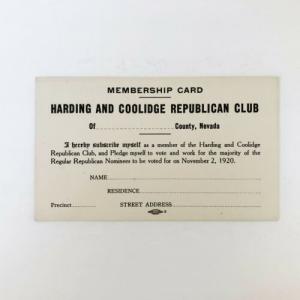 MEMBERSHIP CARD
HARDING AND COOLIDGE REPUBLICAN CLUB
Of ........................ County, Nevada
I hereby subscribe myself as a member of the Harding and Coolidge
Republican Club, and Pledge myself to vote and work for the majority of the
Regular Republican Nominees to be voted for on November 2, 1920.
NAME
RESIDENCE
Precinct STREET ADDRESS